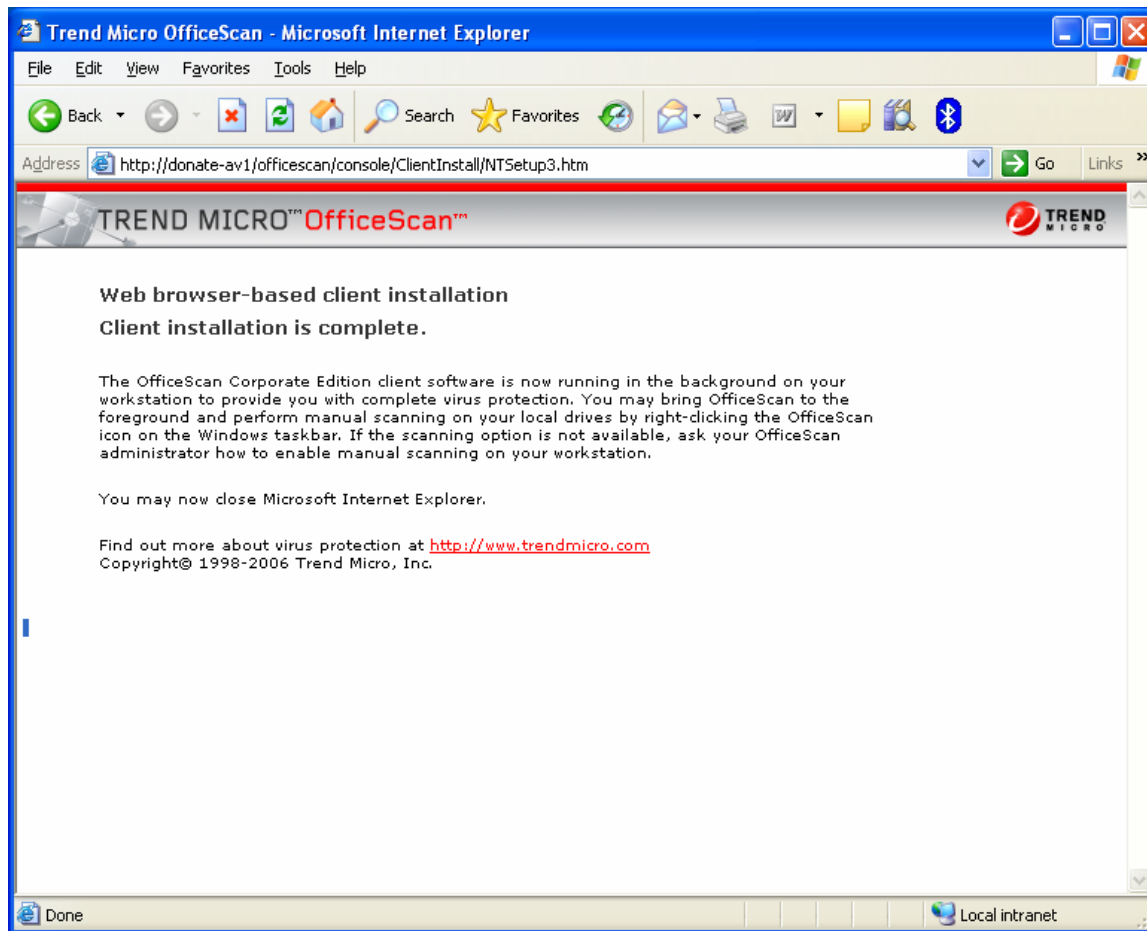 Trend Micro OfficeScan - Microsoft Internet Explorer
File Edit View Favorites Tools Help
Back Search Favorites W
Address http://donate-av1/officescan/console/ClientInstall/NTSetup3.htm Go Links »
TREND MICRO™ OfficeScan™ TREND MICRO
Web browser-based client installation
Client installation is complete.
The OfficeScan Corporate Edition client software is now running in the background on your
workstation to provide you with complete virus protection. You may bring OfficeScan to the
foreground and perform manual scanning on your local drives by right-clicking the OfficeScan
icon on the Windows taskbar. If the scanning option is not available, ask your OfficeScan
administrator how to enable manual scanning on your workstation.
You may now close Microsoft Internet Explorer.
Find out more about virus protection at http://www.trendmicro.com
Copyright© 1998-2006 Trend Micro, Inc.
Done Local intranet